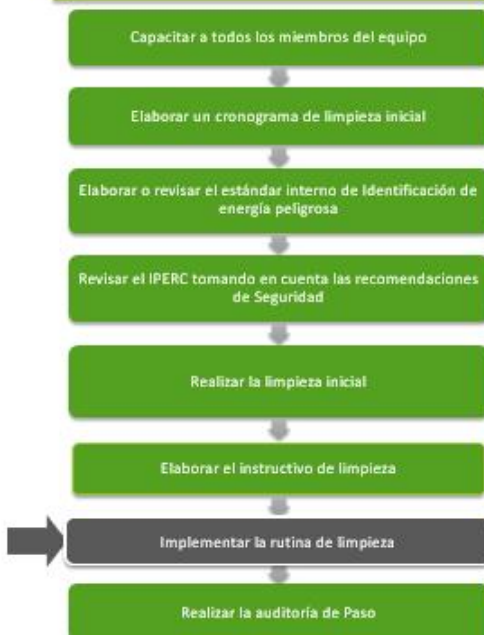 Capacitar a todos los miembros del equipo
Elaborar un cronograma de limpieza inicial
Elaborar o revisar el estándar interno de Identificación de
energía peligrosa
Revisar el IPERC tomando en cuenta las recomendaciones
de Seguridad
Realizar la limpieza inicial
Elaborar el instructivo de limpieza
Implementar la rutina de limpieza
Realizar la auditoría de Paso